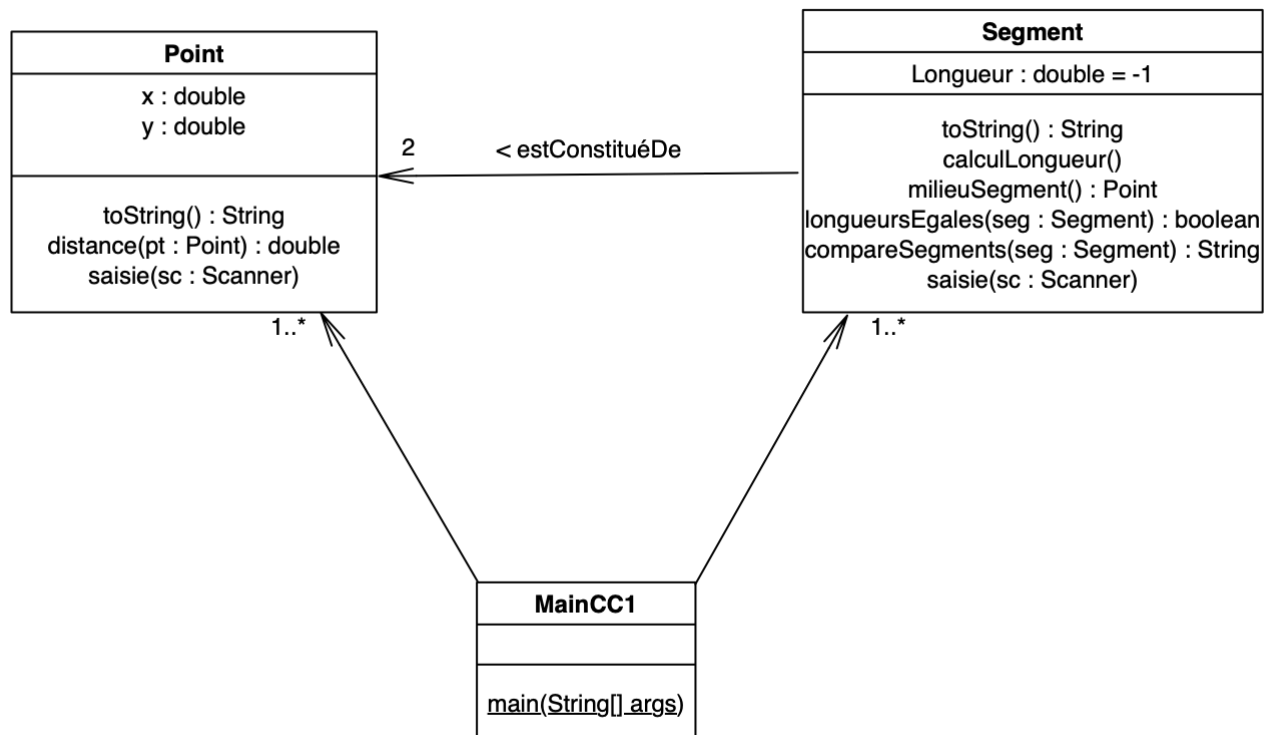 Point
x : double
y : double
toString() : String
distance(pt : Point) : double
saisie(sc : Scanner)
1..*
2
< estConstituéDe
Segment
Longueur : double = -1
toString() : String
calculLongueur()
milieuSegment() : Point
longueursEgales(seg : Segment) : boolean
compareSegments(seg : Segment) : String
saisie(sc : Scanner)
1..*
MainCC1
main(String[] args)